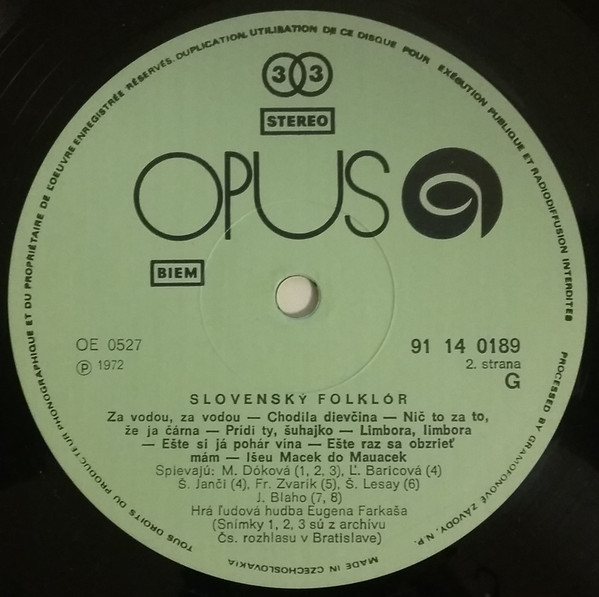 TOUS DROITS DU PRODUCTEUR PHONOGRAPHIQUE ET DU PROPRIÉTAIRE DE L'OEUVRE ENREGISTRÉE RÉSERVÉS. DUPLICATION, UTILISATION DE CE DISQUE POUR EXÉCUTION PUBLIQUE ET RADIODIFFUSION INTERDITES
33
STEREO
OPUS
BIEM
OE 0527
91 14 0189
Ⓟ 1972
2. strana
G
SLOVENSKÝ FOLKLÓR
Za vodou, za vodou — Chodila dievčina — Nič to za to,
že ja čárna — Pridi ty, šuhajko — Limbora, limbora
— Ešte si já pohár vína — Ešte raz sa obzrieť
mám — Išeu Macek do Mauacek
Spievajú: M. Dóková (1, 2, 3), Ľ. Baricová (4)
Š. Jančí (4), Fr. Zvarík (5), Š. Lesay (6)
J. Blaho (7, 8)
Hrá ľudová hudba Eugena Farkaša
(Snímky 1, 2, 3 sú z archívu
Čs. rozhlasu v Bratislave)
PROCESSED BY GRAMOFONOVÉ ZÁVODY, N.P.
MADE IN CZECHOSLOVAKIA